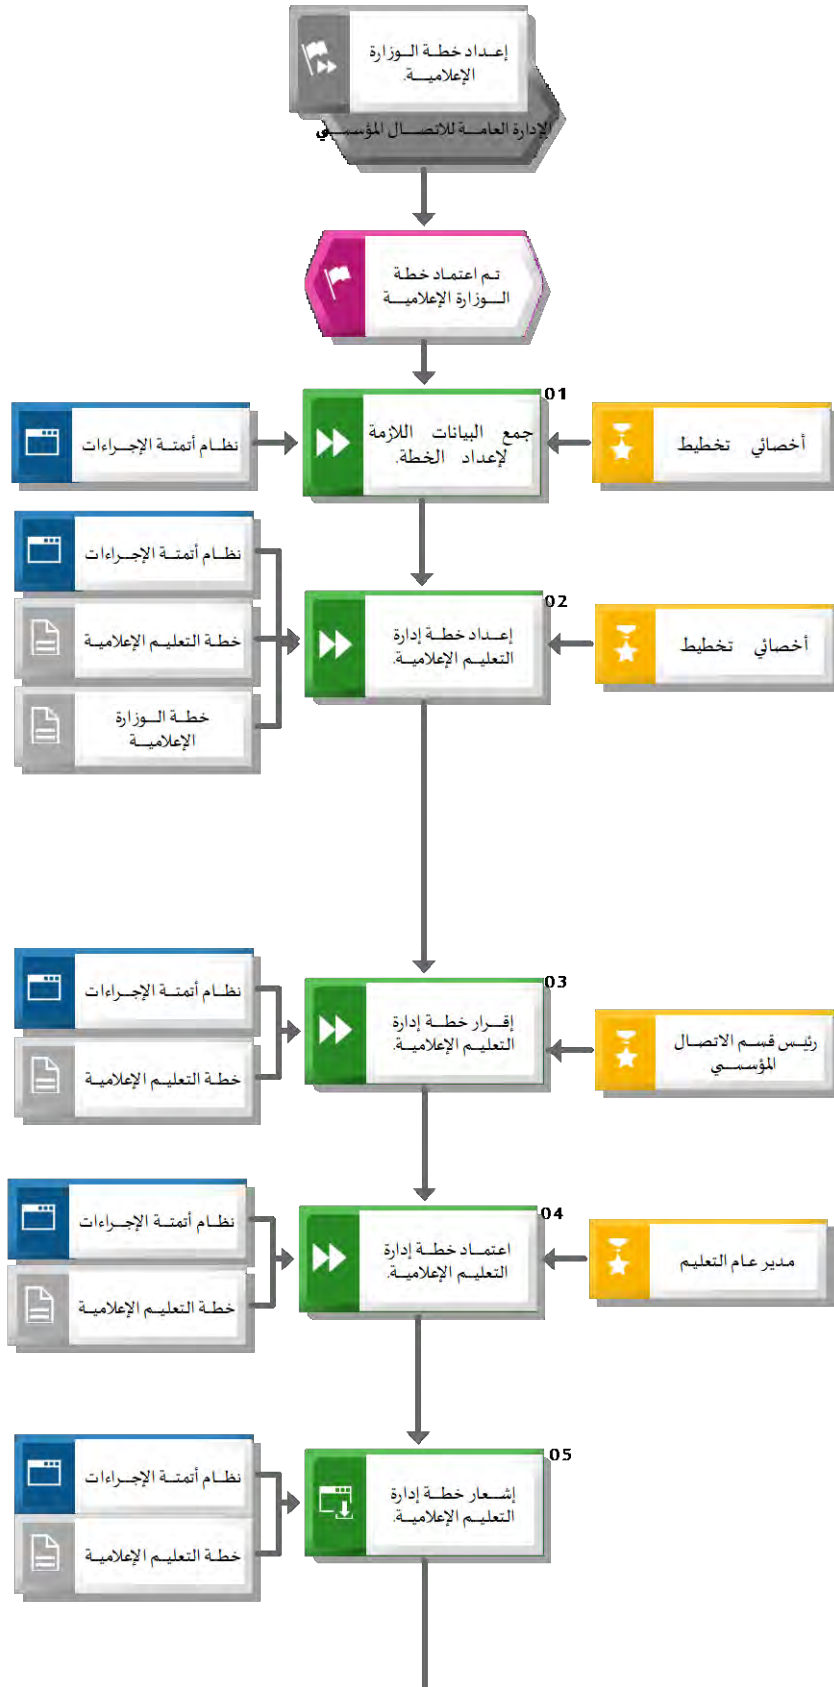 إعداد خطة الوزارة
الإعلامية.
الإدارة العامة للاتصال المؤسسي
تم اعتماد خطة
الوزارة الإعلامية
01
أخصائي تخطيط
جمع البيانات اللازمة
لإعداد الخطة.
نظام أتمتة الإجراءات
02
أخصائي تخطيط
إعداد خطة إدارة
التعليم الإعلامية.
نظام أتمتة الإجراءات
خطة التعليم الإعلامية
خطة الوزارة
الإعلامية
03
رئيس قسم الاتصال
المؤسسي
إقرار خطة إدارة
التعليم الإعلامية.
نظام أتمتة الإجراءات
خطة التعليم الإعلامية
04
مدير عام التعليم
اعتماد خطة إدارة
التعليم الإعلامية.
نظام أتمتة الإجراءات
خطة التعليم الإعلامية
05
إشعار خطة إدارة
التعليم الإعلامية.
نظام أتمتة الإجراءات
خطة التعليم الإعلامية